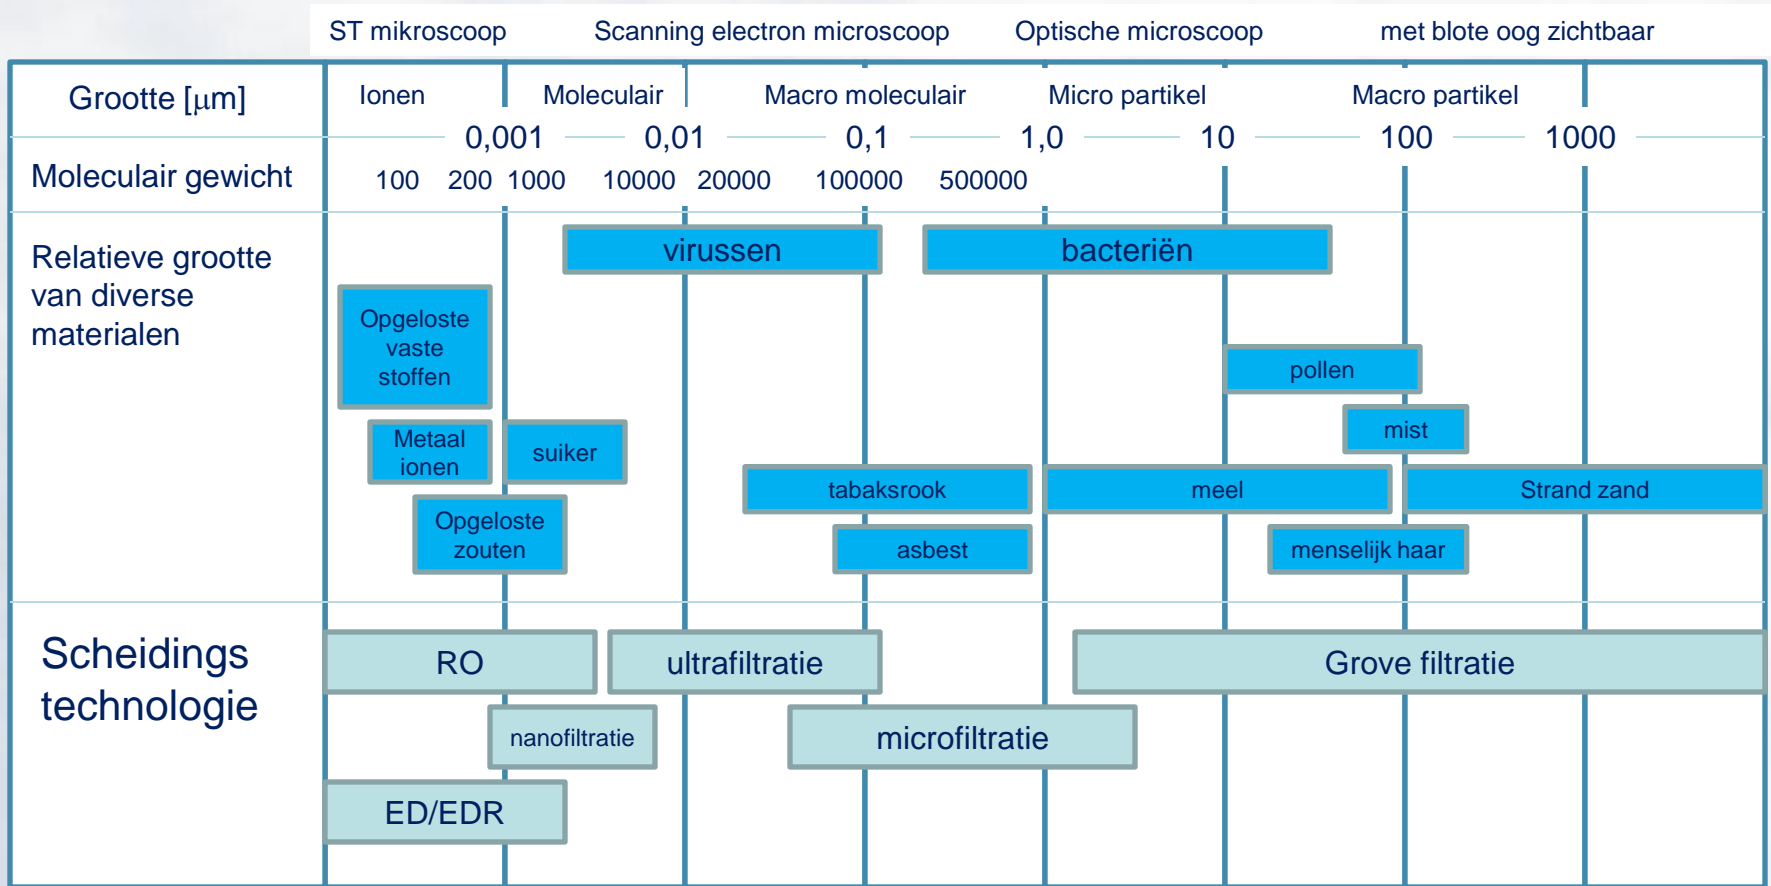 ST mikroscoop Scanning electron microscoop Optische microscoop met blote oog zichtbaar
Grootte [μm] Ionen Moleculair Macro moleculair Micro partikel Macro partikel
0,001 0,01 0,1 1,0 10 100 1000
Moleculair gewicht 100 200 1000 10000 20000 100000 500000
Relatieve grootte
van diverse
materialen
virussen bacteriën
Opgeloste
vaste
stoffen
pollen
mist
Metaal
ionen
suiker
tabaksrook meel Strand zand
Opgeloste
zouten
asbest menselijk haar
Scheidings
technologie
RO ultrafiltratie Grove filtratie
nanofiltratie microfiltratie
ED/EDR